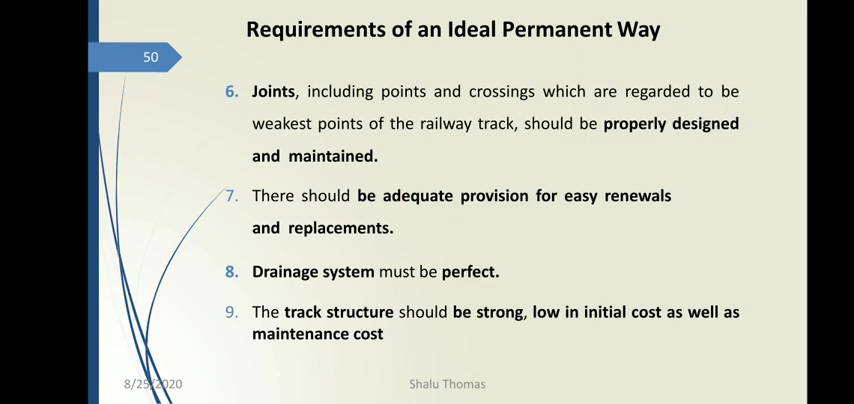 Requirements of an Ideal Permanent Way
50
6. Joints, including points and crossings which are regarded to be
weakest points of the railway track, should be properly designed
and maintained.
7. There should be adequate provision for easy renewals
and replacements.
8. Drainage system must be perfect.
9. The track structure should be strong, low in initial cost as well as
maintenance cost
8/25/2020
Shalu Thomas